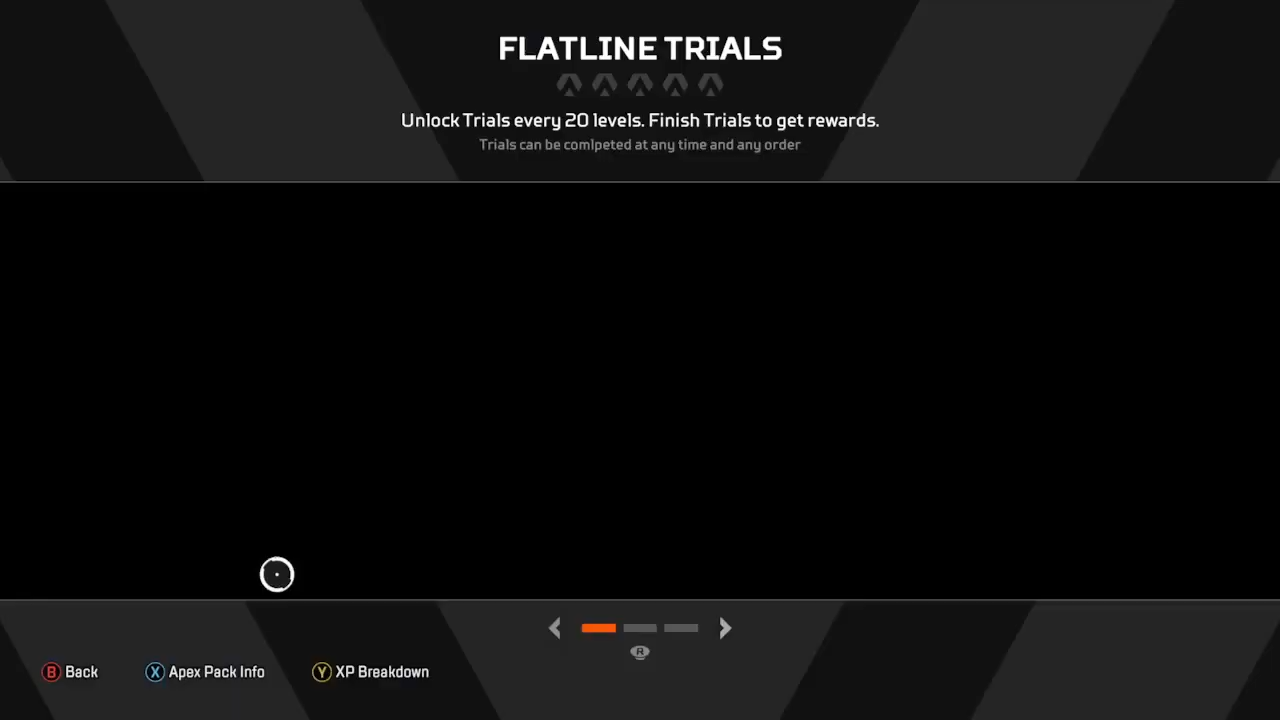 FLATLINE TRIALS
Unlock Trials every 20 levels. Finish Trials to get rewards.
Trials can be comlpeted at any time and any order
R
B Back X Apex Pack Info Y XP Breakdown